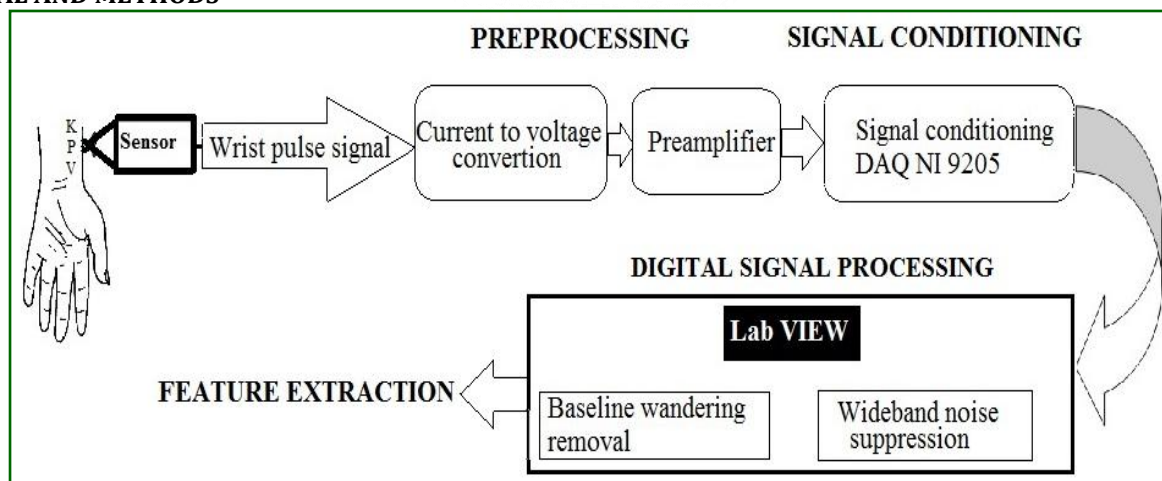 AL AND METHODS
PREPROCESSING
SIGNAL CONDITIONING
K
P
V
Sensor
Wrist pulse signal
Current to voltage
convertion
Preamplifier
Signal conditioning
DAQ NI 9205
DIGITAL SIGNAL PROCESSING
Lab VIEW
FEATURE EXTRACTION
Baseline wandering
removal
Wideband noise
suppression